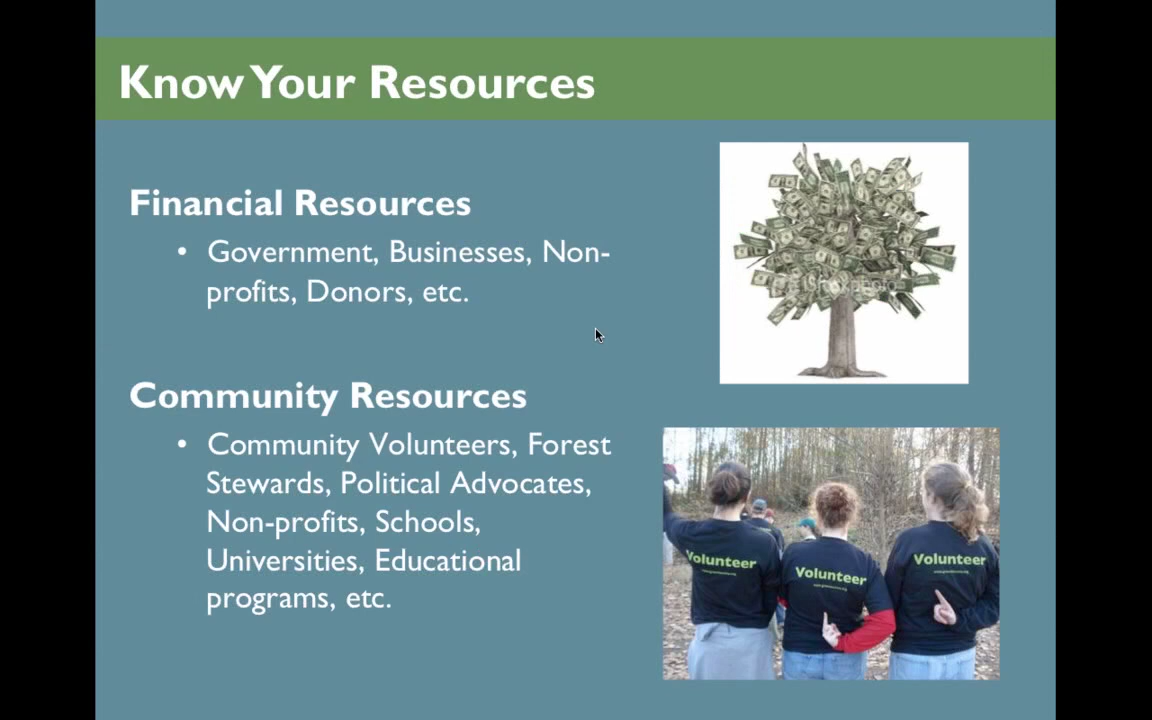 Know Your Resources
Financial Resources
• Government, Businesses, Non-
profits, Donors, etc.
iStockphoto
Community Resources
• Community Volunteers, Forest
Stewards, Political Advocates,
Non-profits, Schools,
Universities, Educational
programs, etc.
Volunteer
Volunteer
Volunteer